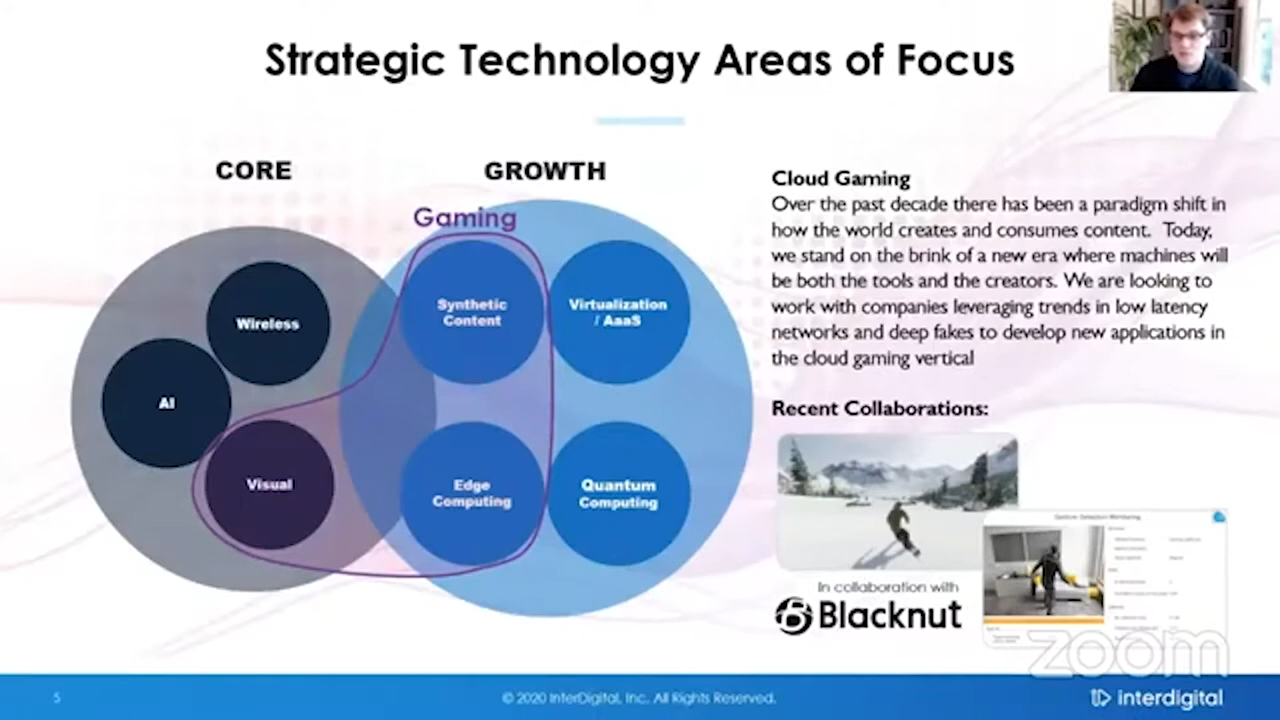 Strategic Technology Areas of Focus
CORE
GROWTH
Gaming
Wireless
AI
Visual
Synthetic
Content
Virtualization
/ AaaS
Edge
Computing
Quantum
Computing
Cloud Gaming
Over the past decade there has been a paradigm shift in
how the world creates and consumes content. Today,
we stand on the brink of a new era where machines will
be both the tools and the creators. We are looking to
work with companies leveraging trends in low latency
networks and deep fakes to develop new applications in
the cloud gaming vertical
Recent Collaborations:
In collaboration with
Blacknut
zoom
5
© 2020 InterDigital, Inc. All Rights Reserved.
interdigital